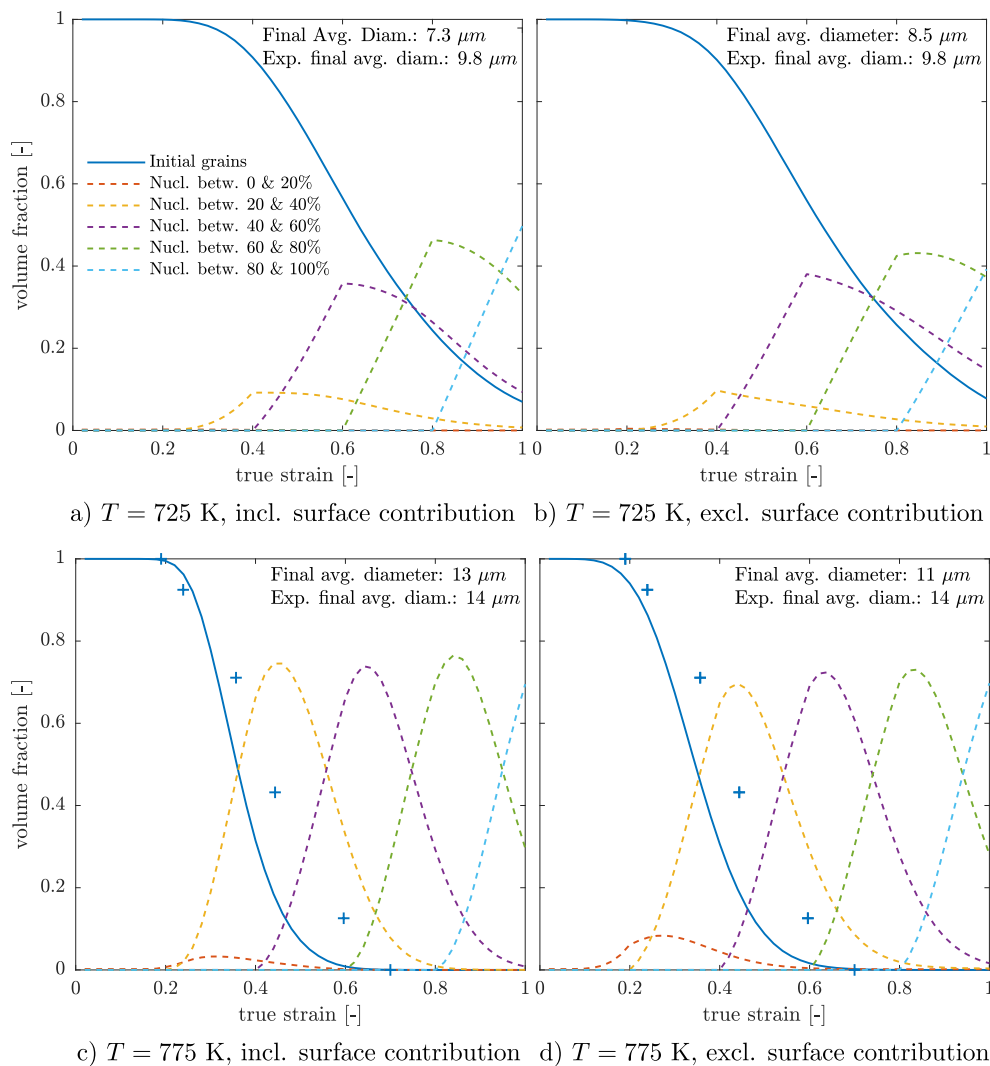 Final Avg. Diam.: 7.3 μm
Exp. final avg. diam.: 9.8 μm
1
0.8
0.6
0.4
0.2
0
volume fraction [-]
Initial grains
Nucl. betw. 0 & 20%
Nucl. betw. 20 & 40%
Nucl. betw. 40 & 60%
Nucl. betw. 60 & 80%
Nucl. betw. 80 & 100%
0 0.2 0.4 0.6 0.8 1
true strain [-]
a) T = 725 K, incl. surface contribution
Final avg. diameter: 8.5 μm
Exp. final avg. diam.: 9.8 μm
0 0.2 0.4 0.6 0.8 1
true strain [-]
b) T = 725 K, excl. surface contribution
Final avg. diameter: 13 μm
Exp. final avg. diam.: 14 μm
1
0.8
0.6
0.4
0.2
0
volume fraction [-]
0 0.2 0.4 0.6 0.8 1
true strain [-]
c) T = 775 K, incl. surface contribution
Final avg. diameter: 11 μm
Exp. final avg. diam.: 14 μm
0 0.2 0.4 0.6 0.8 1
true strain [-]
d) T = 775 K, excl. surface contribution